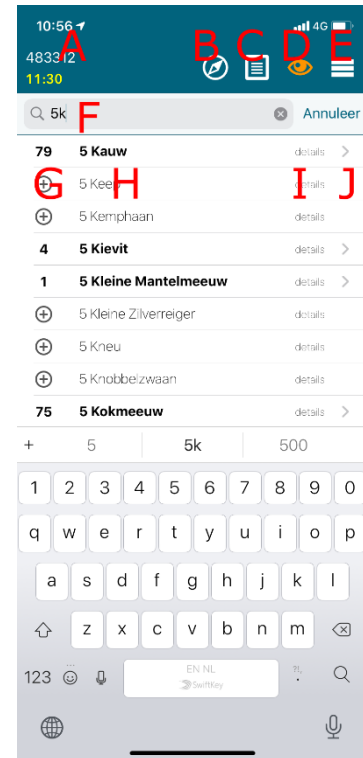 10:56 4G
A B C D E
483312
11:30
5k F Annuleer
79 5 Kauw details
G 5 Keep H details I J
5 Kemphaan details
4 5 Kievit details
1 5 Kleine Mantelmeeuw details
5 Kleine Zilverreiger details
5 Kneu details
5 Knobbelzwaan details
75 5 Kokmeeuw details
+ 5 5k 500
1 2 3 4 5 6 7 8 9 0
q w e r t y u i o p
a s d f g h j k l
z x c v b n m
123 EN NL ?!,
.
SwiftKey